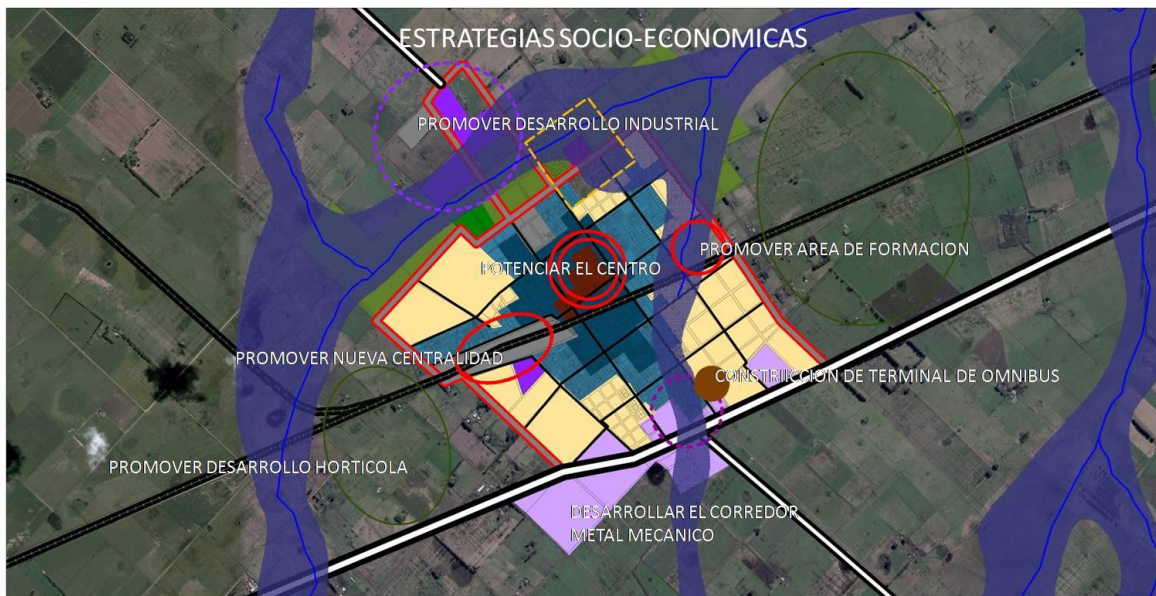 ESTRATEGIAS SOCIO-ECONOMICAS
PROMOVER DESARROLLO INDUSTRIAL
PROMOVER AREA DE FORMACION
POTENCIAR EL CENTRO
PROMOVER NUEVA CENTRALIDAD
CONSTRUCCION DE TERMINAL DE OMNIBUS
PROMOVER DESARROLLO HORTICOLA
DESARROLLAR EL CORREDOR
METAL MECANICO